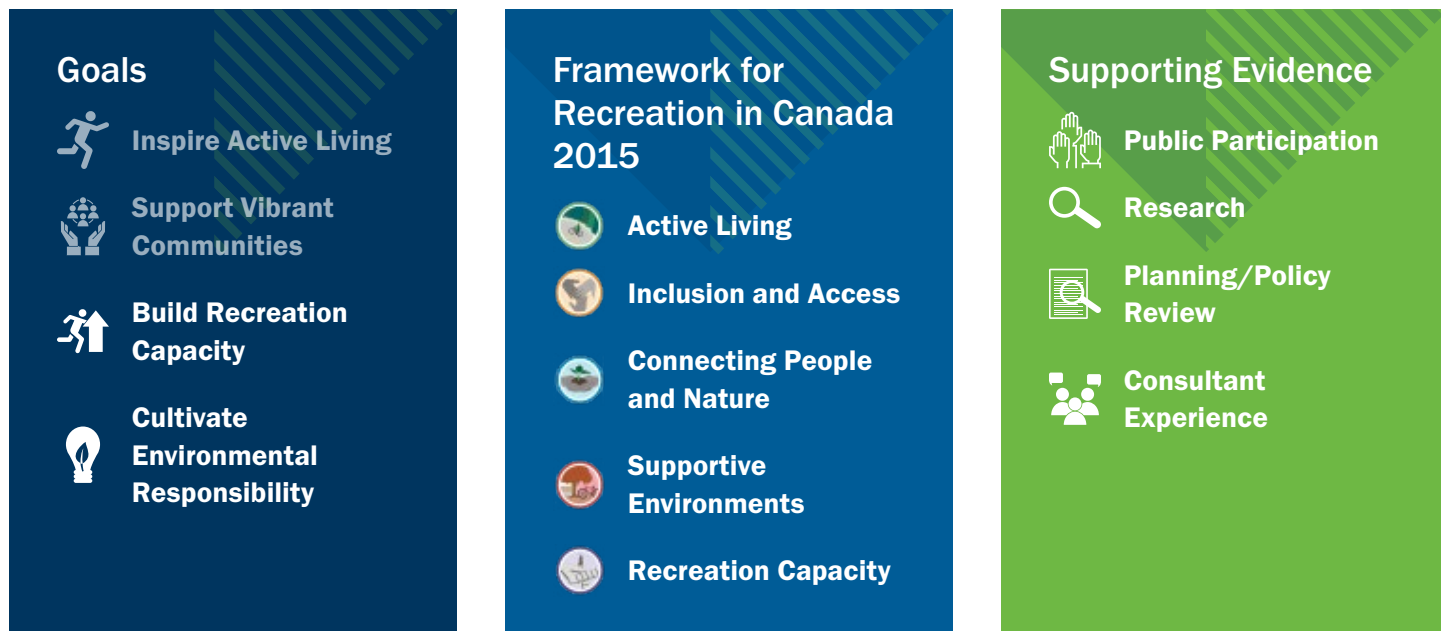 Goals
Inspire Active Living
Support Vibrant
Communities
Build Recreation
Capacity
Cultivate
Environmental
Responsibility
Framework for
Recreation in Canada
2015
Active Living
Inclusion and Access
Connecting People
and Nature
Supportive
Environments
Recreation Capacity
Supporting Evidence
Public Participation
Research
Planning/Policy
Review
Consultant
Experience